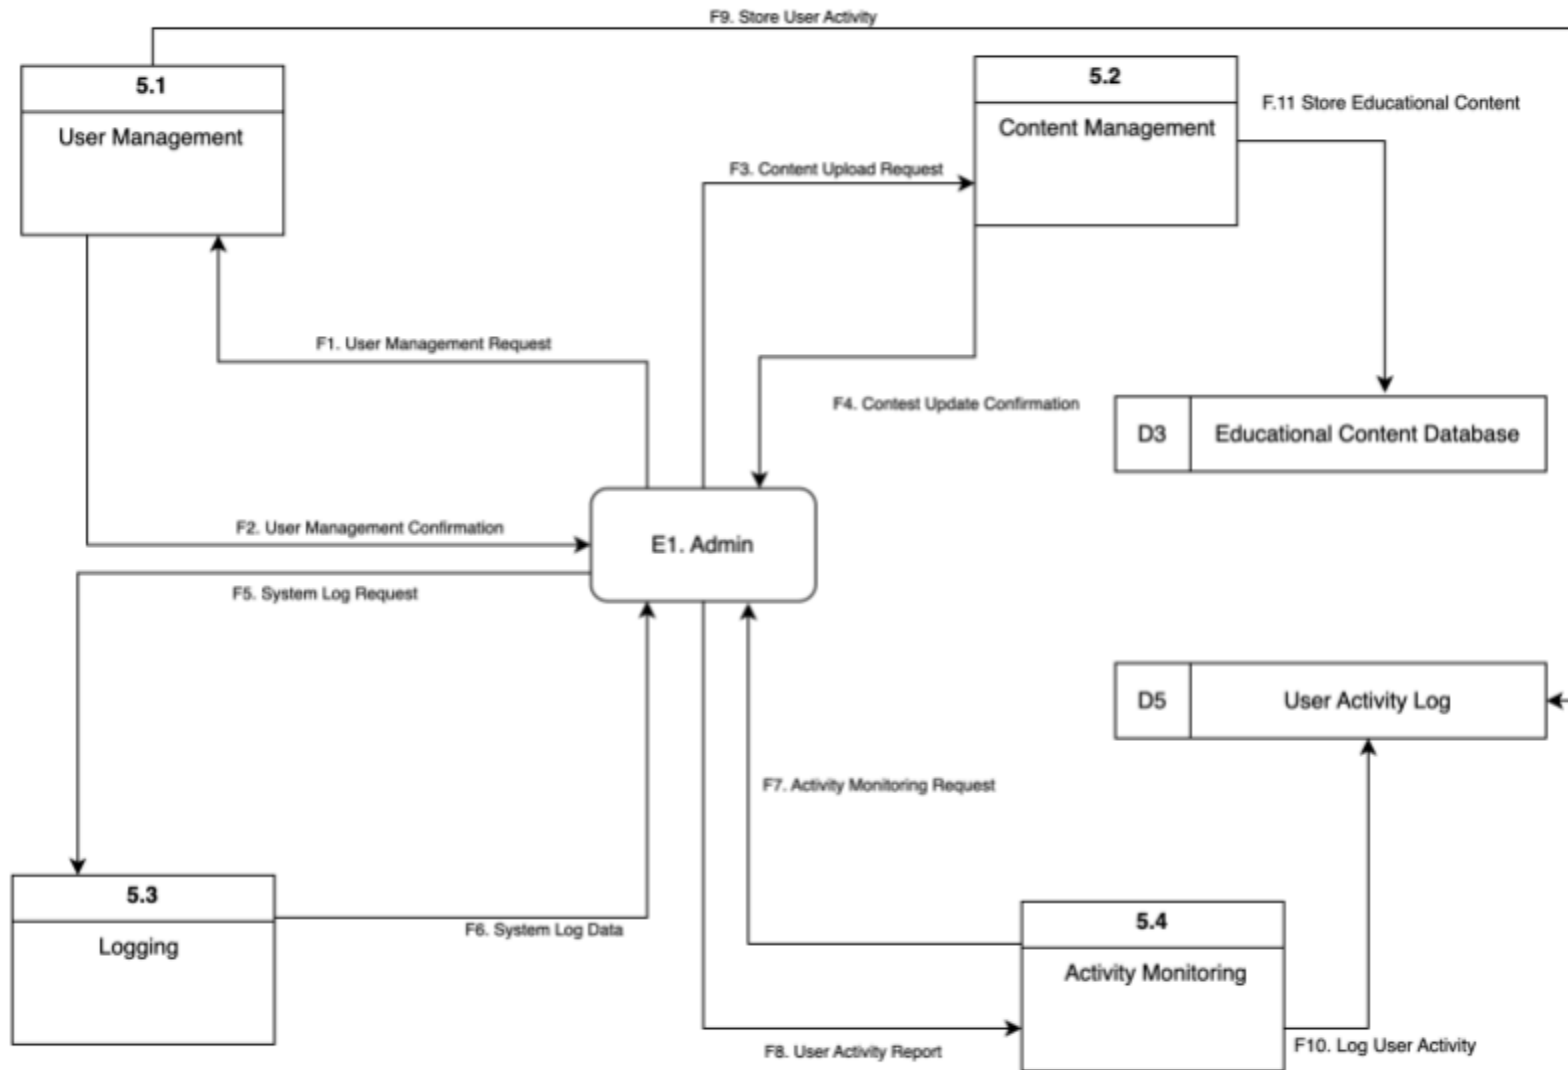 F9. Store User Activity
5.1
User Management
5.2
Content Management
F.11 Store Educational Content
F3. Content Upload Request
F1. User Management Request
F4. Contest Update Confirmation
D3
Educational Content Database
F2. User Management Confirmation
E1. Admin
F5. System Log Request
D5
User Activity Log
F7. Activity Monitoring Request
5.3
Logging
F6. System Log Data
5.4
Activity Monitoring
F8. User Activity Report
F10. Log User Activity